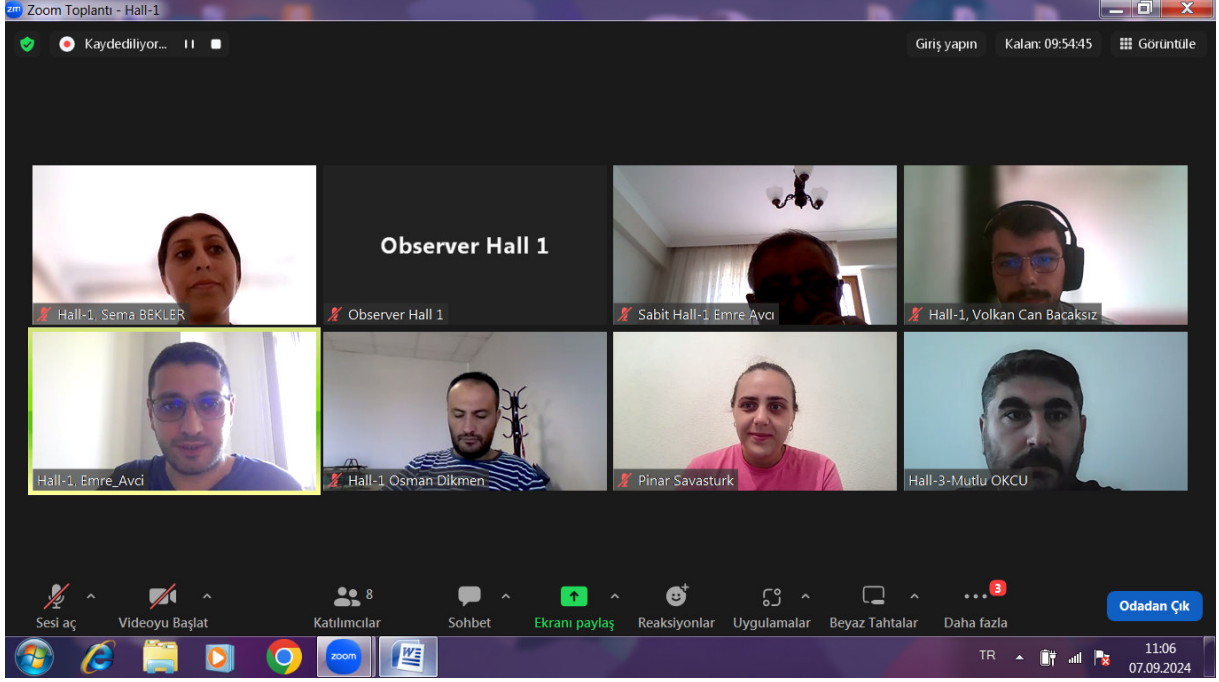 zm Zoom Toplantı - Hall-1
Kaydediliyor...
Giriş yapın
Kalan: 09:54:45
Görüntüle
Hall-1, Sema BEKLER
Observer Hall 1
Observer Hall 1
Sabit Hall-1 Emre Avcı
Hall-1, Volkan Can Bacaksız
Hall-1, Emre_Avci
Hall-1 Osman Dikmen
Pinar Savasturk
Hall-3-Mutlu OKCU
8
3
Sesi aç
Videoyu Başlat
Katılımcılar
Sohbet
Ekranı paylaş
Reaksiyonlar
Uygulamalar
Beyaz Tahtalar
Daha fazla
Odadan Çık
zoom
W
TR
11:06
07.09.2024